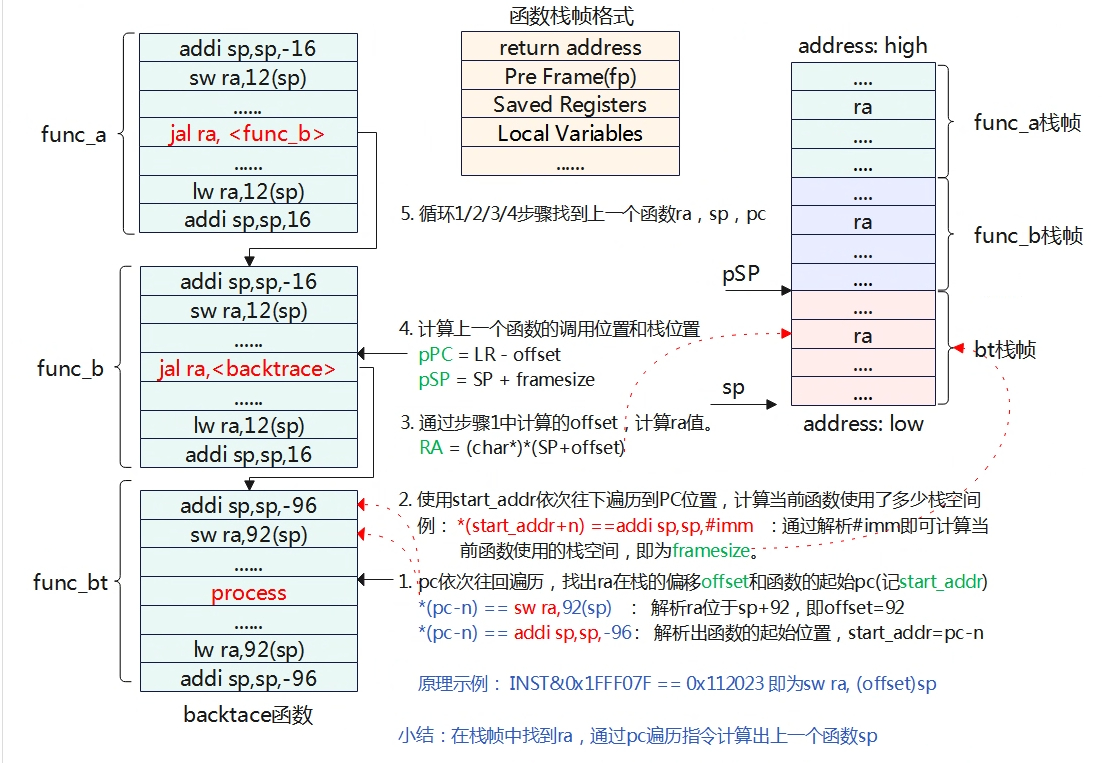 func_a
addi sp,sp,-16
sw ra,12(sp)
......
jal ra, <func_b>
......
lw ra,12(sp)
addi sp,sp,16
func_b
addi sp,sp,-16
sw ra,12(sp)
......
jal ra,<backtrace>
......
lw ra,12(sp)
addi sp,sp,16
func_bt
addi sp,sp,-96
sw ra,92(sp)
......
process
......
lw ra,92(sp)
addi sp,sp,-96
backtace函数
函数栈帧格式
return address
Pre Frame(fp)
Saved Registers
Local Variables
......
5. 循环1/2/3/4步骤找到上一个函数ra，sp，pc
4. 计算上一个函数的调用位置和栈位置
pPC = LR - offset
pSP = SP + framesize
3. 通过步骤1中计算的offset，计算ra值。
RA = (char*)*(SP+offset)
2. 使用start_addr依次往下遍历到PC位置，计算当前函数使用了多少栈空间
例： *(start_addr+n) ==addi sp,sp,#imm ：通过解析#imm即可计算当
前函数使用的栈空间，即为framesize。
1. pc依次往回遍历，找出ra在栈的偏移offset和函数的起始pc(记start_addr)
*(pc-n) == sw ra,92(sp) ： 解析ra位于sp+92，即offset=92
*(pc-n) == addi sp,sp,-96： 解析出函数的起始位置，start_addr=pc-n
原理示例： INST&0x1FFF07F == 0x112023 即为sw ra, (offset)sp
小结：在栈帧中找到ra，通过pc遍历指令计算出上一个函数sp
address: high
....
ra
....
....
func_a栈帧
....
ra
....
....
func_b栈帧
pSP
....
ra
....
....
bt栈帧
sp
address: low